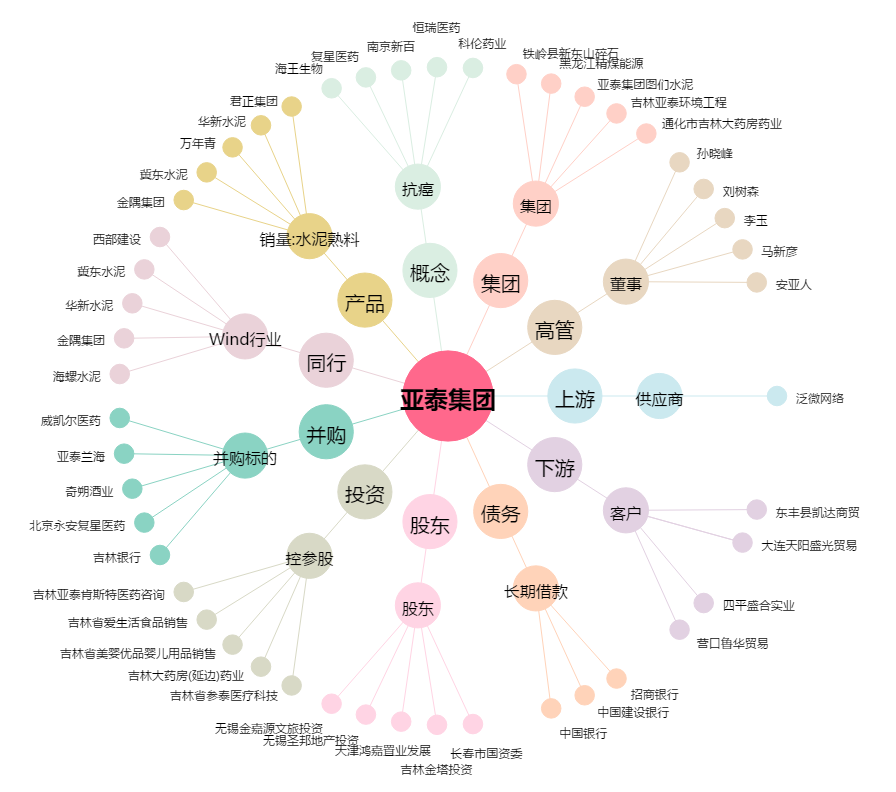 恒瑞医药
科伦药业
南京新百
复星医药
海王生物
铁岭县新东山碎石
黑龙江精煤能源
亚泰集团图们水泥
吉林亚泰环境工程
通化市吉林大药房药业
君正集团
华新水泥
万年青
冀东水泥
金隅集团
孙晓峰
刘树森
李玉
马新彦
安亚人
抗癌
集团
销量:水泥熟料
西部建设
冀东水泥
华新水泥
金隅集团
海螺水泥
概念
集团
董事
产品
高管
Wind行业
同行
亚泰集团
上游
供应商
泛微网络
威凯尔医药
亚泰兰海
奇朔酒业
北京永安复星医药
吉林银行
并购
并购标的
下游
投资
股东
债务
客户
东丰县凯达商贸
大连天阳盛光贸易
四平盛合实业
营口鲁华贸易
控参股
长期借款
股东
吉林亚泰肯斯特医药咨询
吉林省爱生活食品销售
吉林省美婴优品婴儿用品销售
吉林大药房(延边)药业
吉林省参泰医疗科技
招商银行
中国建设银行
中国银行
无锡金嘉源文旅投资
无锡圣邦地产投资
天津鸿嘉置业发展
吉林金塔投资
长春市国资委